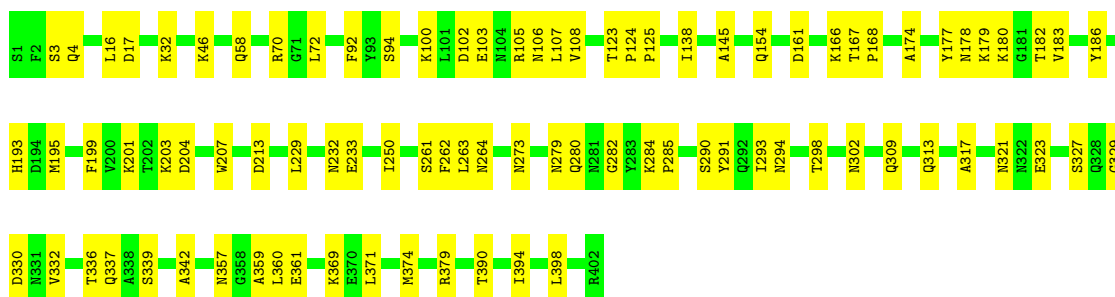 S1 F2 S3 Q4 L16 D17 K32 K46 Q58 R70 G71 L72 F92 Y93 S94 K100 L101 D102 E103 N104 R105 N106 L107 V108 T123 P124 P125 I138 A145 Q154 D161 K166 T167 P168 A174 Y177 N178 K179 K180 G181 T182 V183 Y186
H193 D194 M195 F199 V200 K201 T202 K203 D204 W207 D213 L229 N232 E233 I250 S261 F262 L263 N264 N273 N279 Q280 N281 G282 Y283 K284 P285 S290 Y291 Q292 I293 N294 T298 N302 Q309 Q313 A317 N321 N322 E323 S327 Q328
D330 N331 V332 T336 Q337 A338 S339 A342 N357 G358 A359 L360 E361 K369 E370 L371 M374 R379 T390 I394 L398 R402